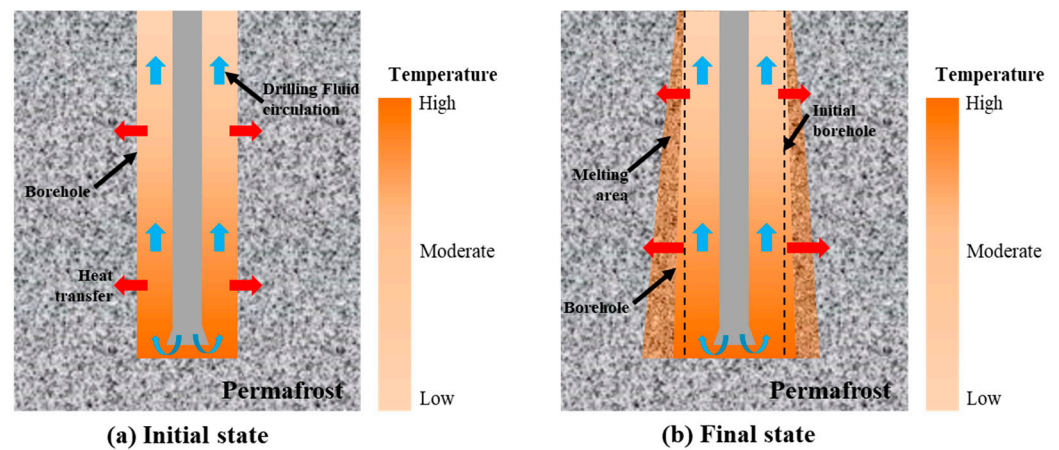 Drilling Fluid
circulation
Borehole
Heat
transfer
Permafrost
Temperature
High
Moderate
Low
(a) Initial state
Initial
borehole
Melting
area
Borehole
Permafrost
Temperature
High
Moderate
Low
(b) Final state